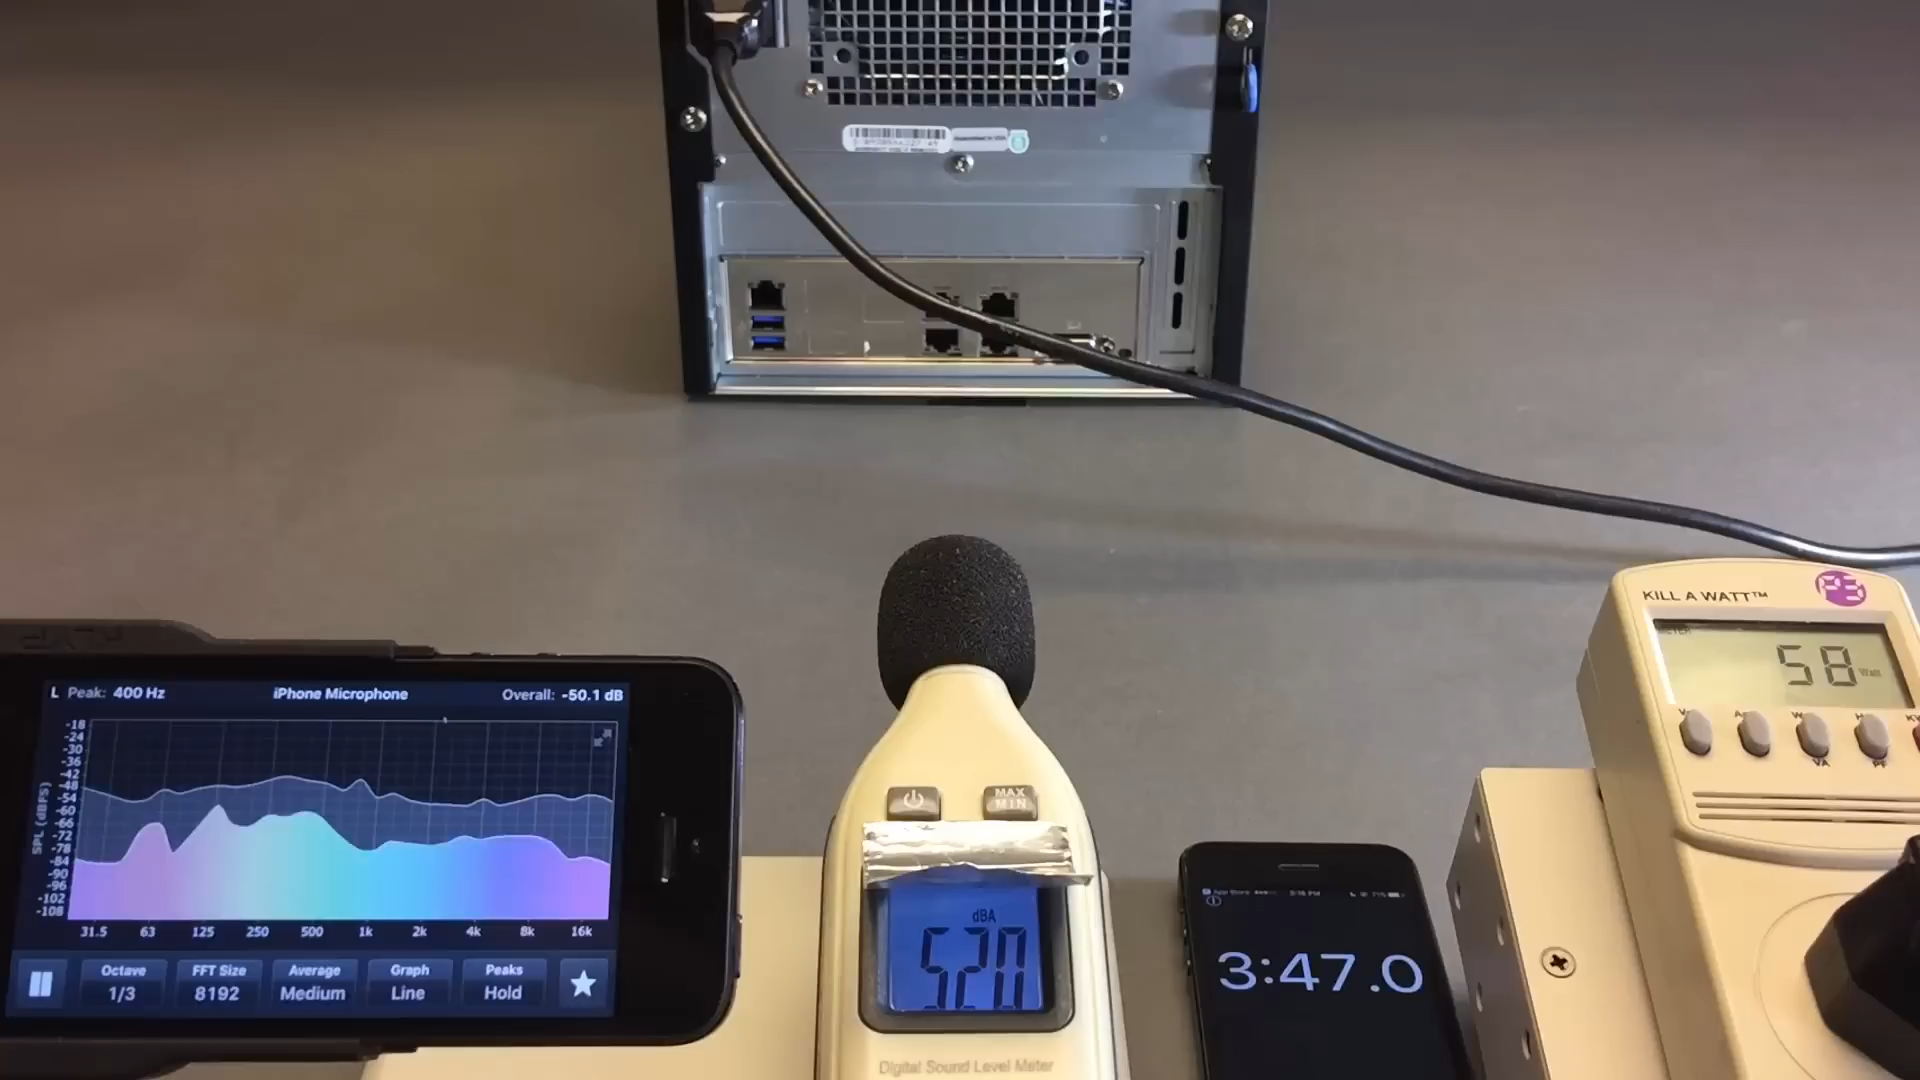 KILL A WATT™
58
Watt
L Peak: 400 Hz
iPhone Microphone
Overall: -50.1 dB
-18
-24
-30
-36
-42
-48
-54
-60
-66
-72
-78
-84
-90
-96
-102
-108
SPL (dBFS)
31.5 63 125 250 500 1k 2k 4k 8k 16k
Octave
1/3
FFT Size
8192
Average
Medium
Graph
Line
Peaks
Hold
MAX
MIN
dBA
52.0
Digital Sound Level Meter
3:47.0
VA
PF